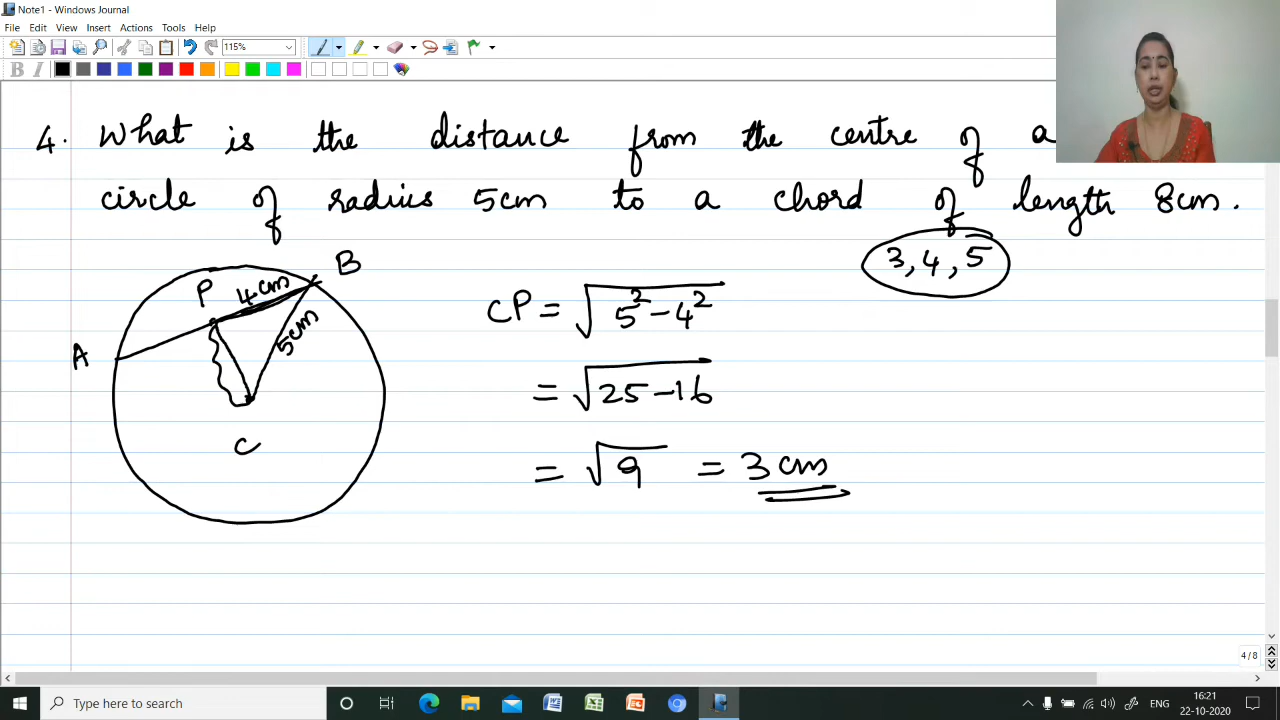 Note1 - Windows Journal
File Edit View Insert Actions Tools Help
115%
B I
4. What is the distance from the centre of a
circle of radius 5cm to a chord of length 8cm.
3, 4, 5
B
P
4cm
5cm
A
C
CP = √5² - 4²
= √25 - 16
= √9 = 3 cm
4 / 8
Type here to search
ENG
16:21
22-10-2020